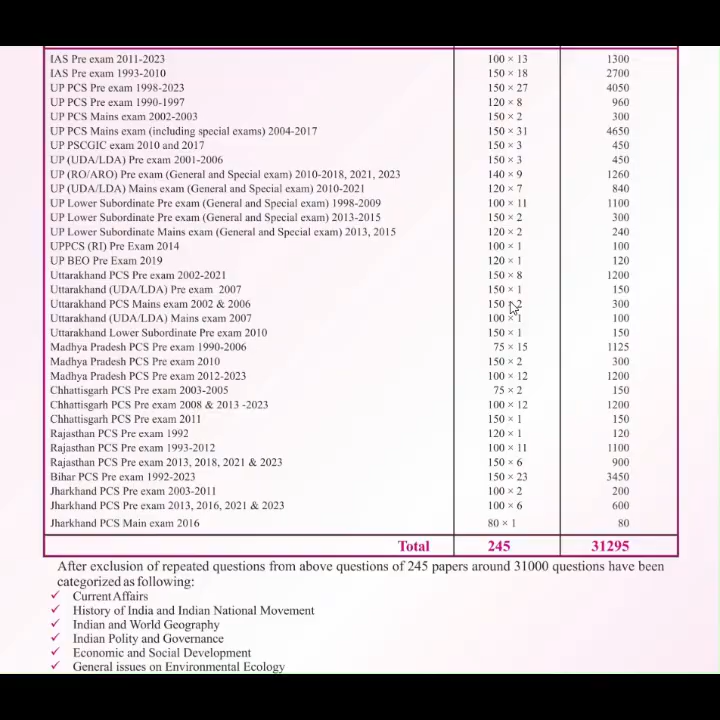 IAS Pre exam 2011-2023 100 × 13 1300
IAS Pre exam 1993-2010 150 × 18 2700
UP PCS Pre exam 1998-2023 150 × 27 4050
UP PCS Pre exam 1990-1997 120 × 8 960
UP PCS Mains exam 2002-2003 150 × 2 300
UP PCS Mains exam (including special exams) 2004-2017 150 × 31 4650
UP PSCGIC exam 2010 and 2017 150 × 3 450
UP (UDA/LDA) Pre exam 2001-2006 150 × 3 450
UP (RO/ARO) Pre exam (General and Special exam) 2010-2018, 2021, 2023 140 × 9 1260
UP (UDA/LDA) Mains exam (General and Special exam) 2010-2021 120 × 7 840
UP Lower Subordinate Pre exam (General and Special exam) 1998-2009 100 × 11 1100
UP Lower Subordinate Pre exam (General and Special exam) 2013-2015 150 × 2 300
UP Lower Subordinate Mains exam (General and Special exam) 2013, 2015 120 × 2 240
UPPCS (RI) Pre Exam 2014 100 × 1 100
UP BEO Pre Exam 2019 120 × 1 120
Uttarakhand PCS Pre exam 2002-2021 150 × 8 1200
Uttarakhand (UDA/LDA) Pre exam 2007 150 × 1 150
Uttarakhand PCS Mains exam 2002 & 2006 150 × 2 300
Uttarakhand (UDA/LDA) Mains exam 2007 100 × 1 100
Uttarakhand Lower Subordinate Pre exam 2010 150 × 1 150
Madhya Pradesh PCS Pre exam 1990-2006 75 × 15 1125
Madhya Pradesh PCS Pre exam 2010 150 × 2 300
Madhya Pradesh PCS Pre exam 2012-2023 100 × 12 1200
Chhattisgarh PCS Pre exam 2003-2005 75 × 2 150
Chhattisgarh PCS Pre exam 2008 & 2013 -2023 100 × 12 1200
Chhattisgarh PCS Pre exam 2011 150 × 1 150
Rajasthan PCS Pre exam 1992 120 × 1 120
Rajasthan PCS Pre exam 1993-2012 100 × 11 1100
Rajasthan PCS Pre exam 2013, 2018, 2021 & 2023 150 × 6 900
Bihar PCS Pre exam 1992-2023 150 × 23 3450
Jharkhand PCS Pre exam 2003-2011 100 × 2 200
Jharkhand PCS Pre exam 2013, 2016, 2021 & 2023 100 × 6 600
Jharkhand PCS Main exam 2016 80 × 1 80
Total 245 31295
After exclusion of repeated questions from above questions of 245 papers around 31000 questions have been
categorized as following:
✓ Current Affairs
✓ History of India and Indian National Movement
✓ Indian and World Geography
✓ Indian Polity and Governance
✓ Economic and Social Development
✓ General issues on Environmental Ecology